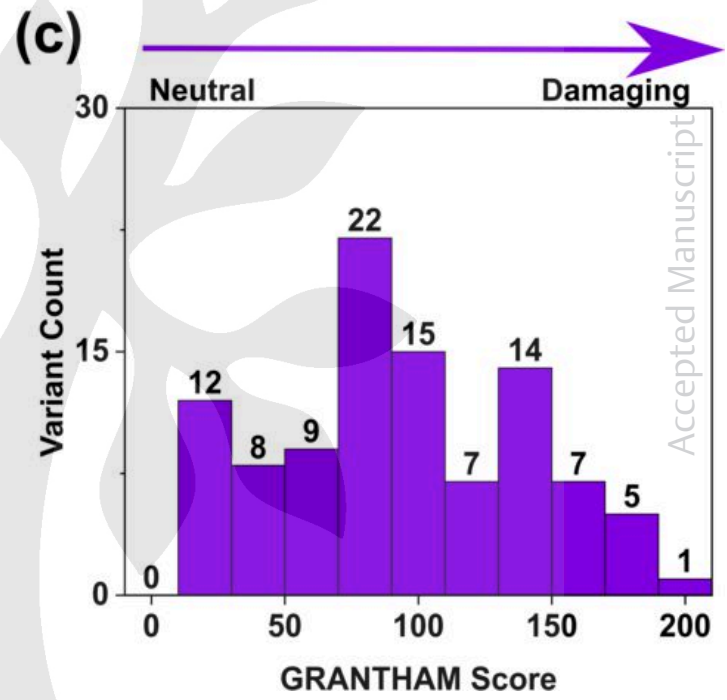 (c)
Neutral Damaging
30
22
15
15
14
12
9
8
7
7
5
1
0
0
0 50 100 150 200
Variant Count
GRANTHAM Score
Accepted Manuscript